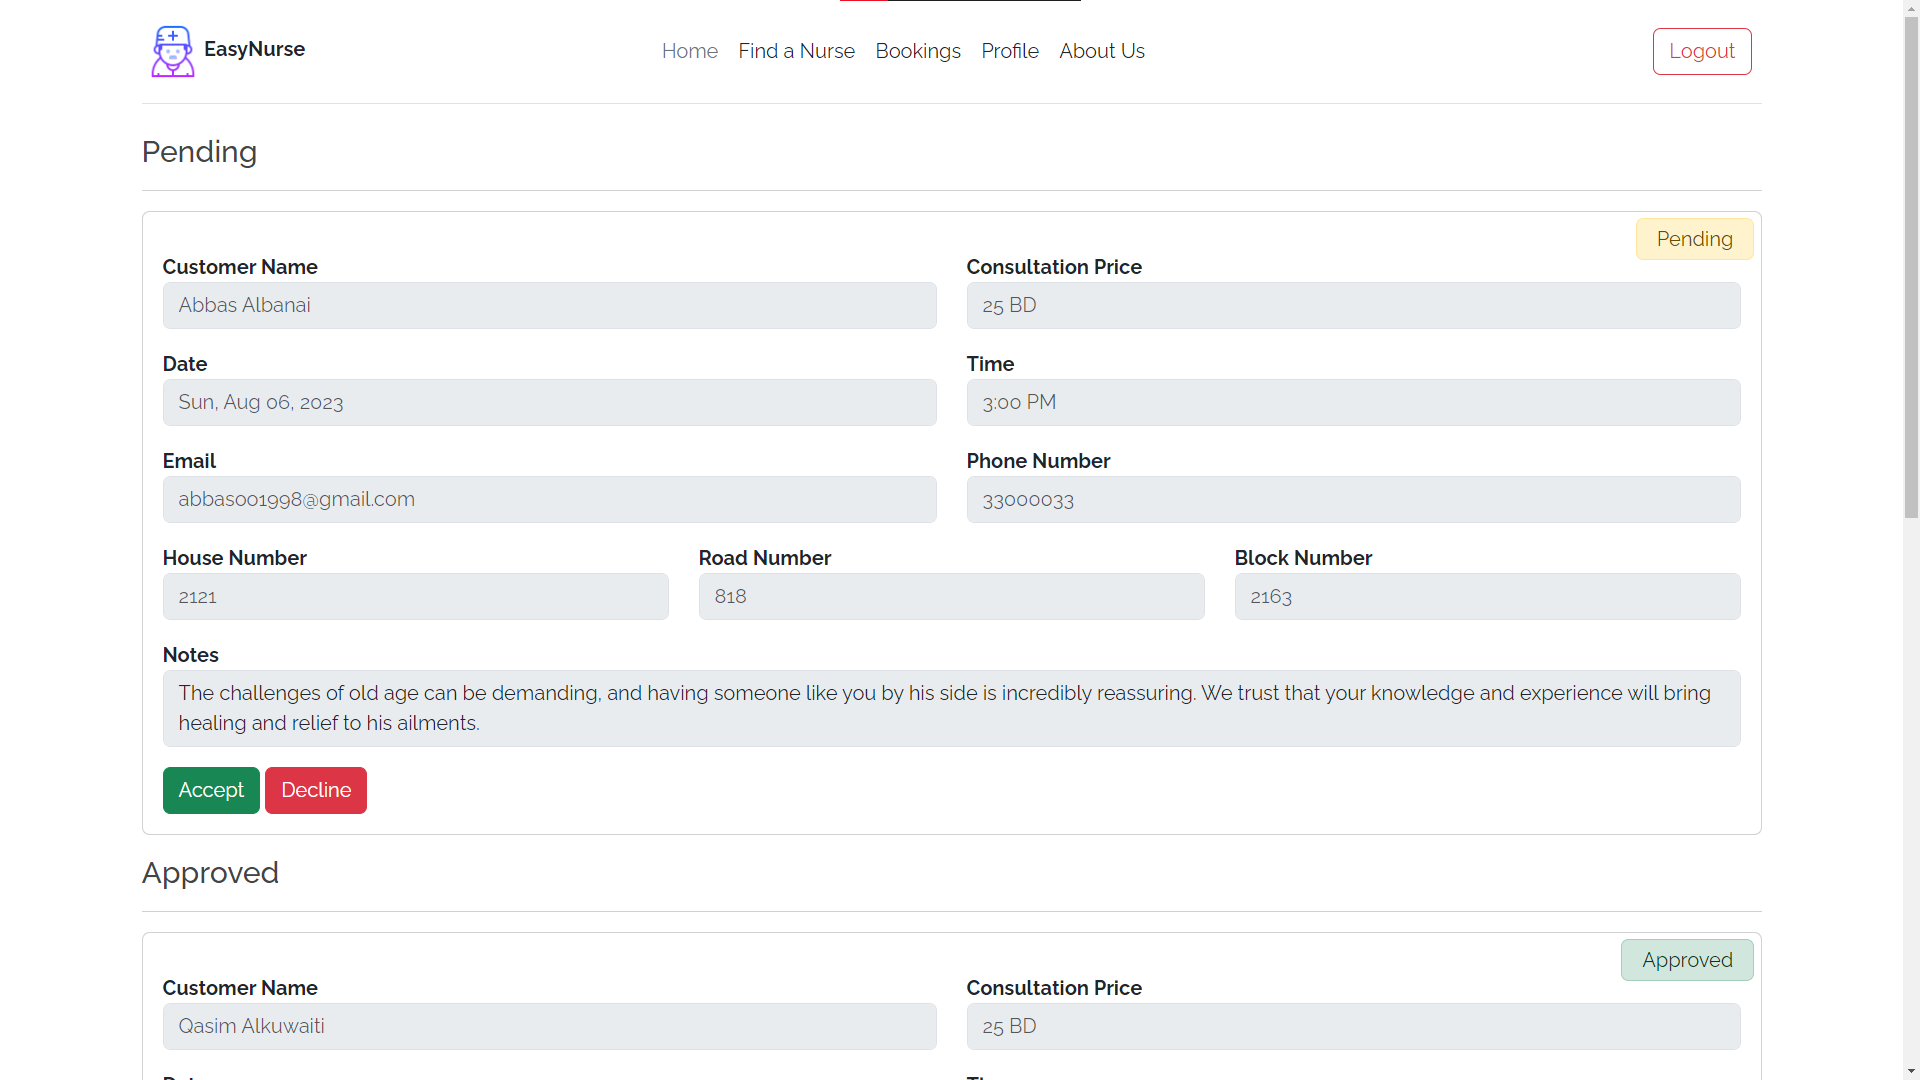 EasyNurse
Home Find a Nurse Bookings Profile About Us
Logout
Pending
Pending
Customer Name Consultation Price
Abbas Albanai 25 BD
Date Time
Sun, Aug 06, 2023 3:00 PM
Email Phone Number
abbas001998@gmail.com 33000033
House Number Road Number Block Number
2121 818 2163
Notes
The challenges of old age can be demanding, and having someone like you by his side is incredibly reassuring. We trust that your knowledge and experience will bring
healing and relief to his ailments.
Accept Decline
Approved
Approved
Customer Name Consultation Price
Qasim Alkuwaiti 25 BD